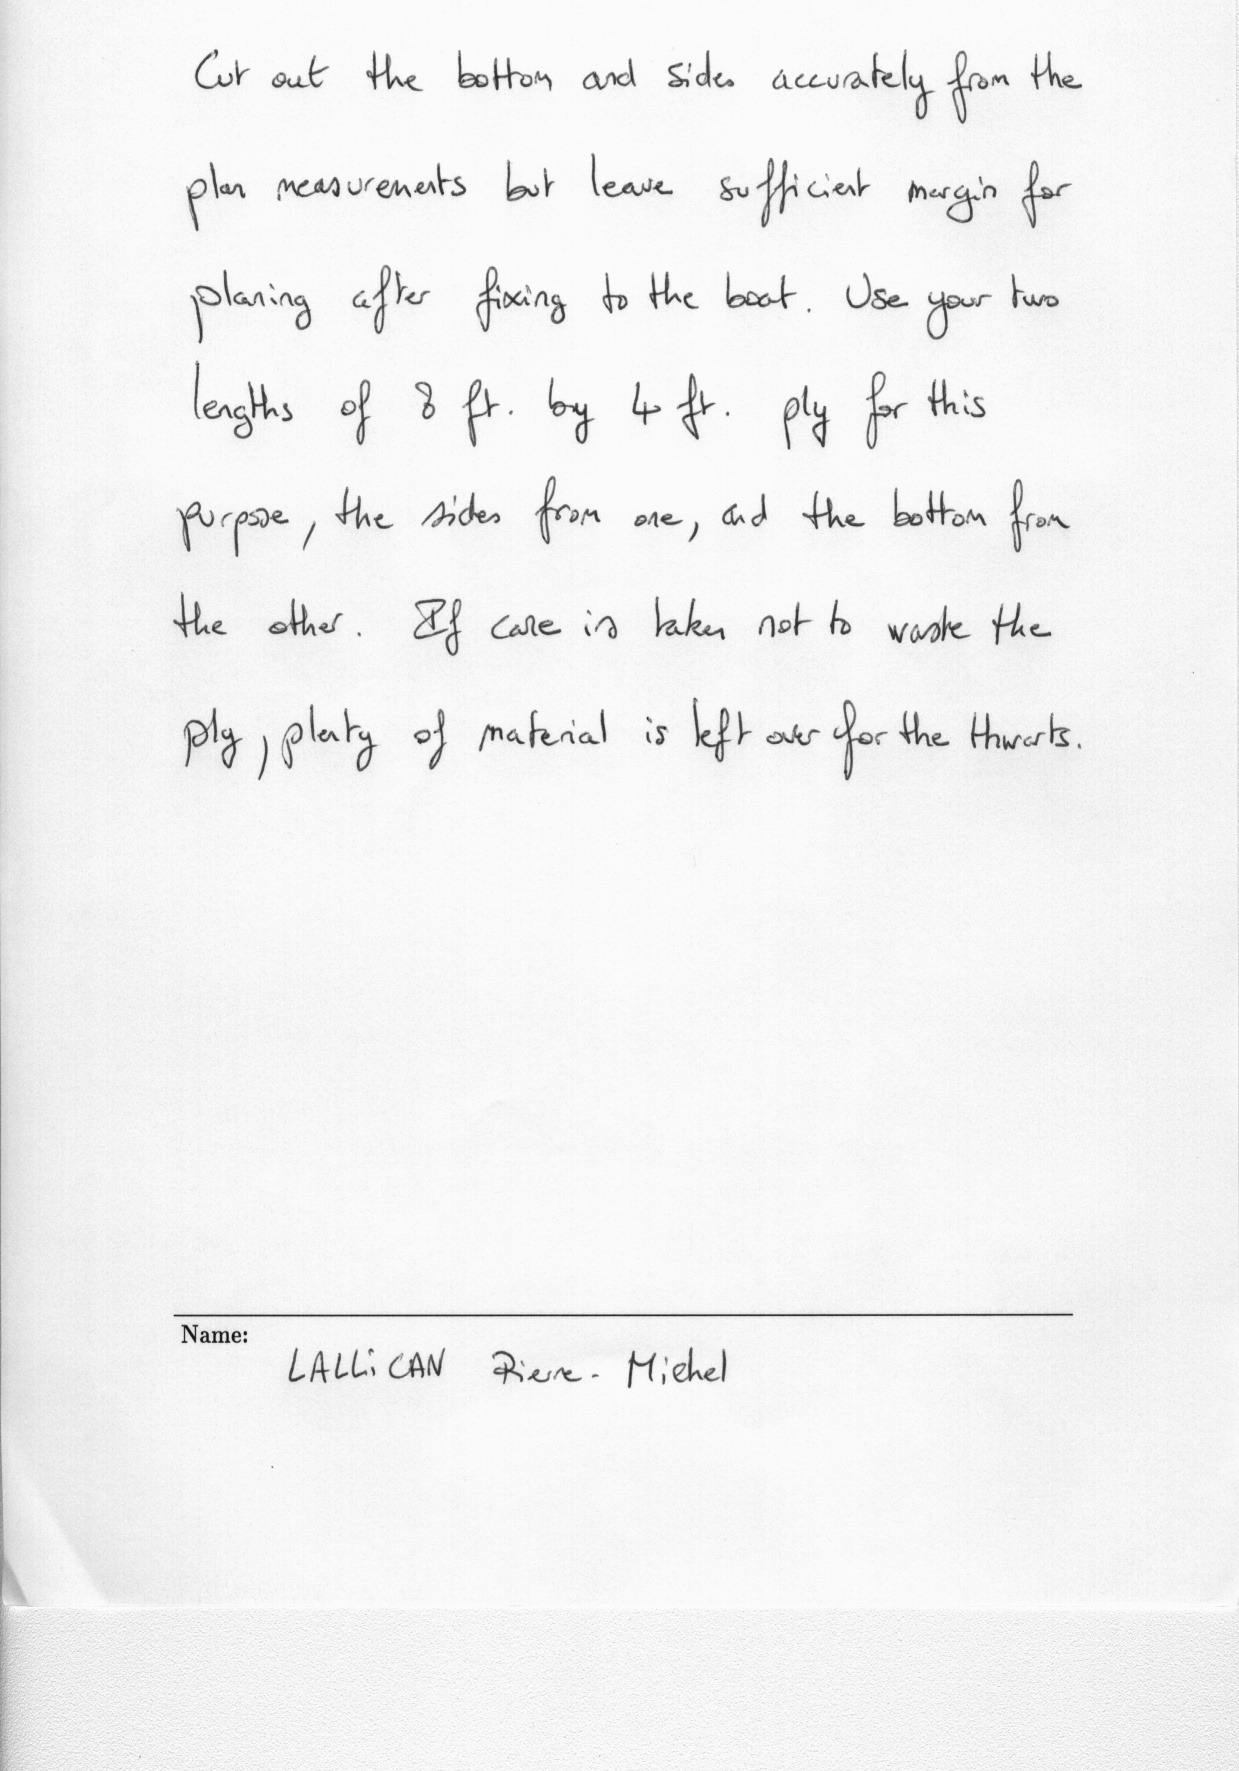 Cut out the bottom and sides accurately from the
plan measurements but leave sufficient margin for
planing after fixing to the boat. Use your two
lengths of 8 ft. by 4 ft. ply for this
purpose, the sides from one, and the bottom from
the other. If care is taken not to waste the
ply, plenty of material is left over for the thwarts.
Name:
LALLiCAN Pierre-Michel